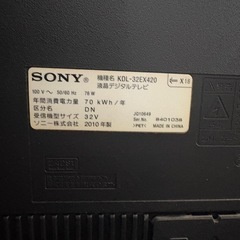 SONY 機種名 KDL-32EX420
液晶デジタルテレビ
X18
100 V ～ 50/60 Hz 78 W
年間消費電力量 70 kWh/年
区分名 DN
受信機型サイズ 32V
ソニー株式会社 2010年製
J010649
MADE IN CHINA